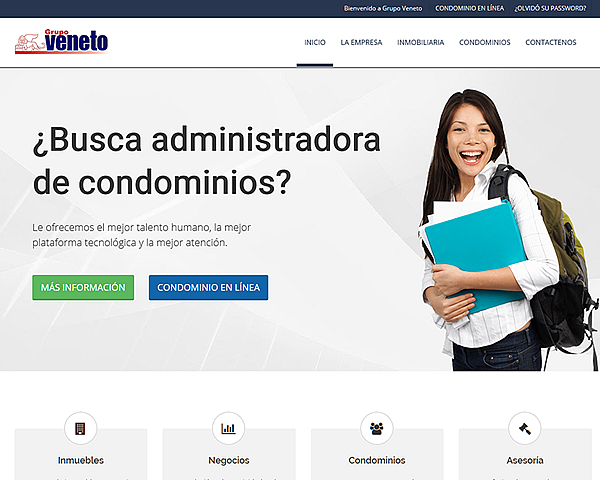 Bienvenido a Grupo Veneto CONDOMINIO EN LÍNEA ¿OLVIDÓ SU PASSWORD?
Grupo
veneto
INICIO LA EMPRESA INMOBILIARIA CONDOMINIOS CONTACTENOS
¿Busca administradora
de condominios?
Le ofrecemos el mejor talento humano, la mejor
plataforma tecnológica y la mejor atención.
MÁS INFORMACIÓN CONDOMINIO EN LÍNEA
Inmuebles Negocios Condominios Asesoría